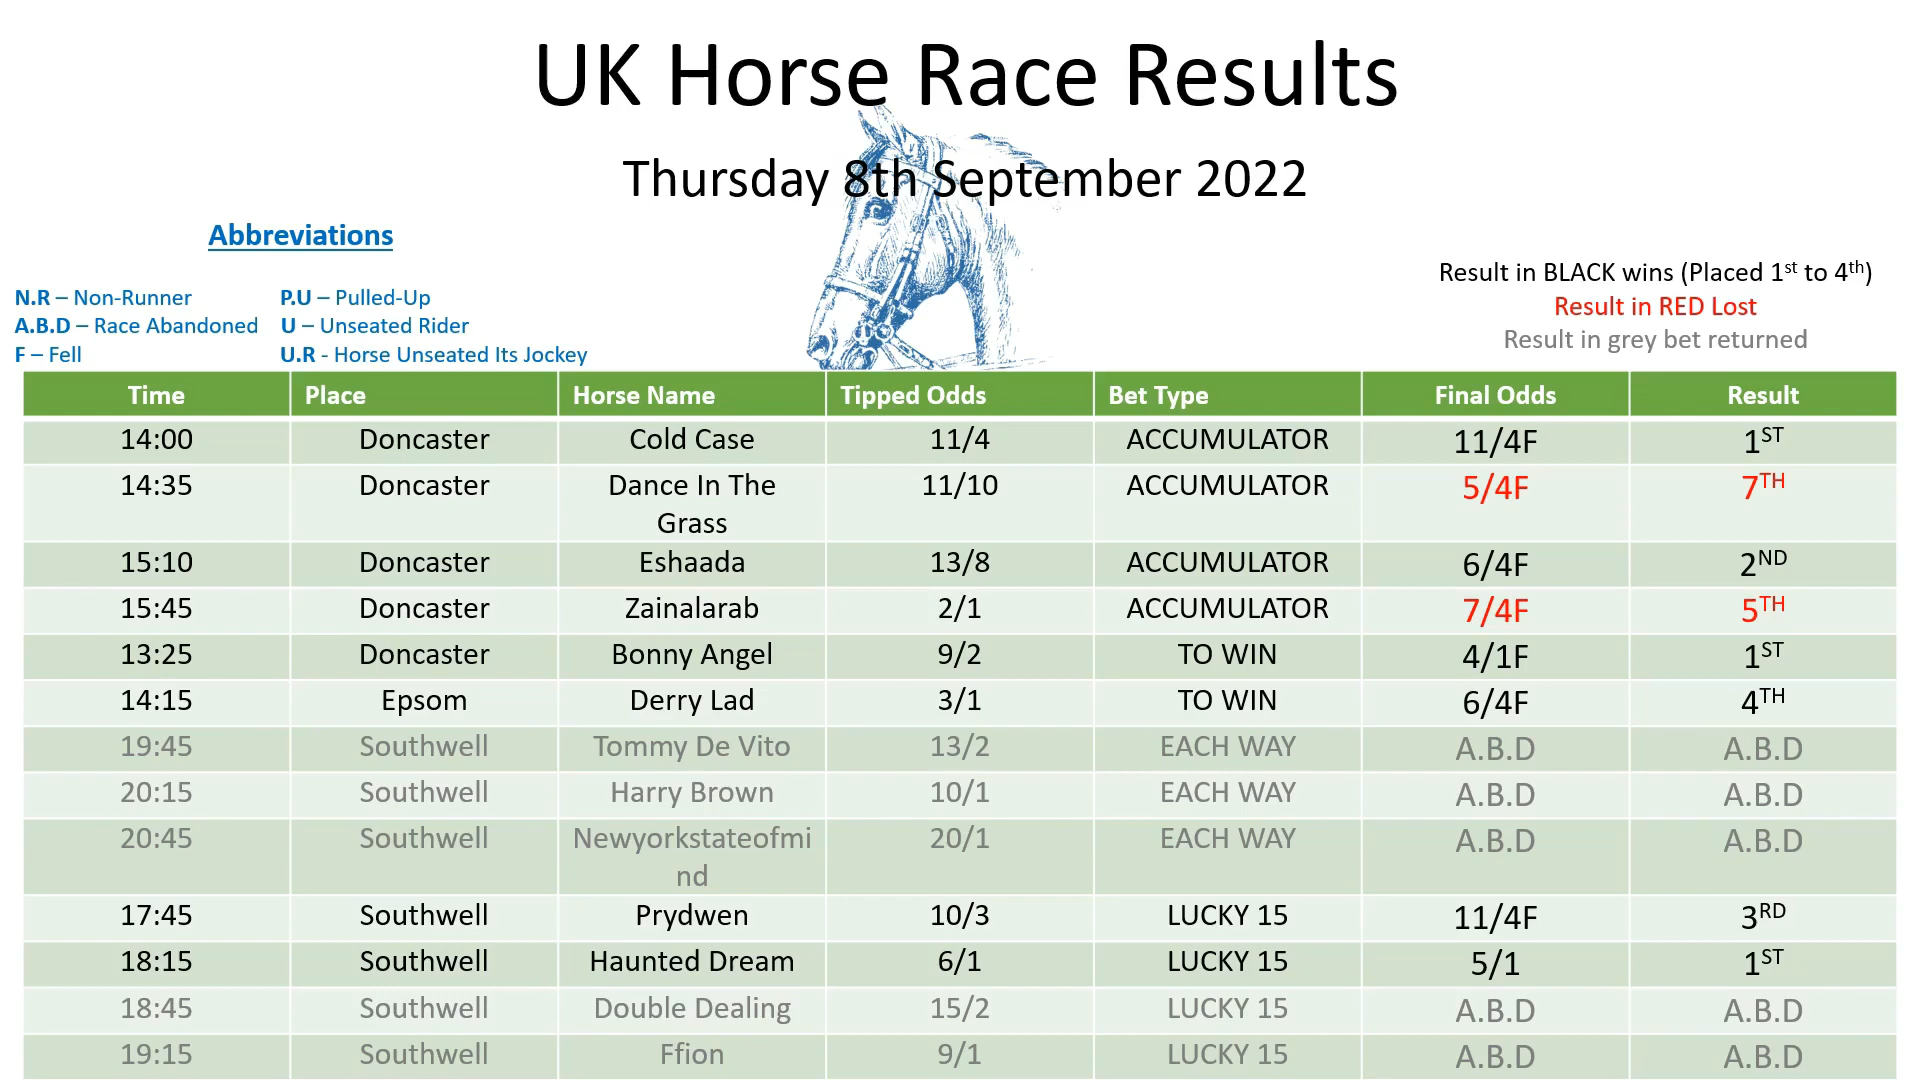 UK Horse Race Results
Thursday 8th September 2022
Abbreviations
N.R – Non-Runner
A.B.D – Race Abandoned
F – Fell
P.U – Pulled-Up
U – Unseated Rider
U.R - Horse Unseated Its Jockey
Result in BLACK wins (Placed 1st to 4th)
Result in RED Lost
Result in grey bet returned
Time Place Horse Name Tipped Odds Bet Type Final Odds Result
14:00 Doncaster Cold Case 11/4 ACCUMULATOR 11/4F 1ST
14:35 Doncaster Dance In The 11/10 ACCUMULATOR 5/4F 7TH
Grass
15:10 Doncaster Eshaada 13/8 ACCUMULATOR 6/4F 2ND
15:45 Doncaster Zainalarab 2/1 ACCUMULATOR 7/4F 5TH
13:25 Doncaster Bonny Angel 9/2 TO WIN 4/1F 1ST
14:15 Epsom Derry Lad 3/1 TO WIN 6/4F 4TH
19:45 Southwell Tommy De Vito 13/2 EACH WAY A.B.D A.B.D
20:15 Southwell Harry Brown 10/1 EACH WAY A.B.D A.B.D
20:45 Southwell Newyorkstateofmi 20/1 EACH WAY A.B.D A.B.D
nd
17:45 Southwell Prydwen 10/3 LUCKY 15 11/4F 3RD
18:15 Southwell Haunted Dream 6/1 LUCKY 15 5/1 1ST
18:45 Southwell Double Dealing 15/2 LUCKY 15 A.B.D A.B.D
19:15 Southwell Ffion 9/1 LUCKY 15 A.B.D A.B.D